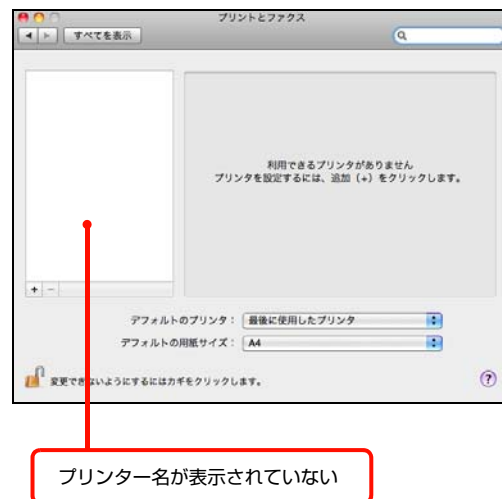 プリントとファクス
すべてを表示
利用できるプリンタがありません
プリンタを設定するには、追加（+）をクリックします。
+ −
デフォルトのプリンタ： 最後に使用したプリンタ
デフォルトの用紙サイズ： A4
変更できないようにするにはカギをクリックします。
?
プリンター名が表示されていない